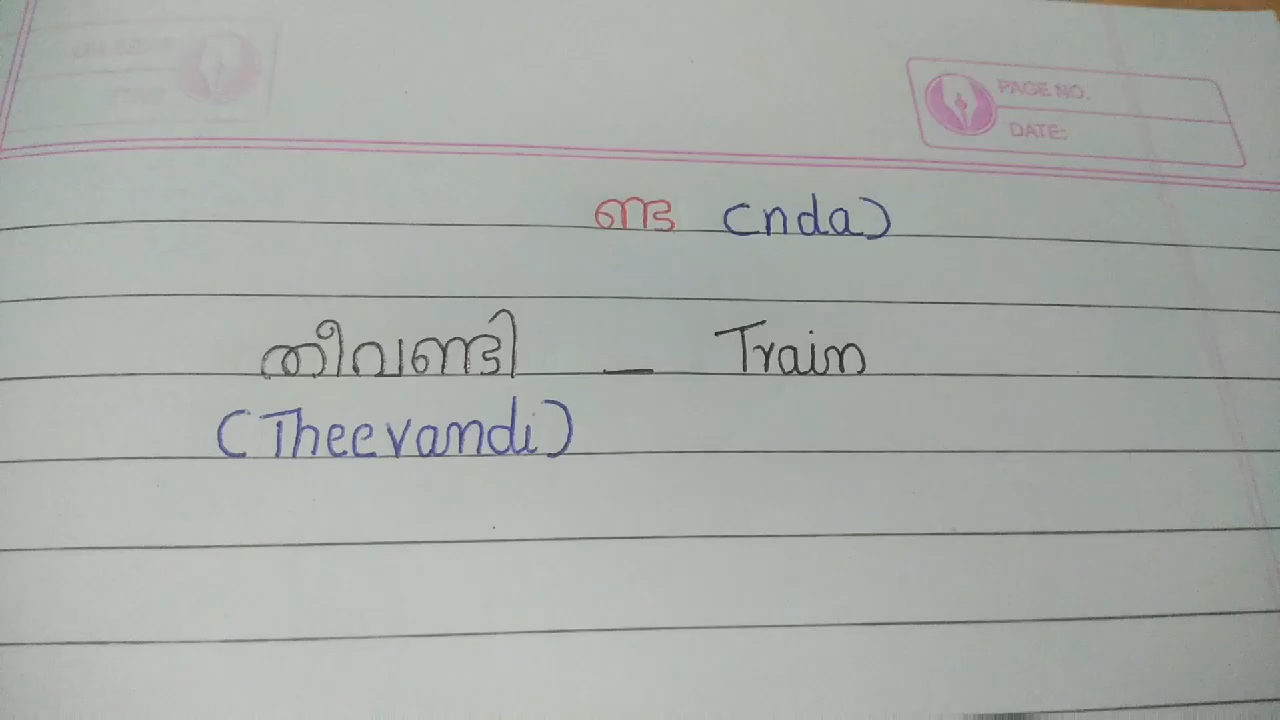 PAGE NO.
DATE:
ണ്ട (nda)
തീവണ്ടി — Train
(Theevandi)